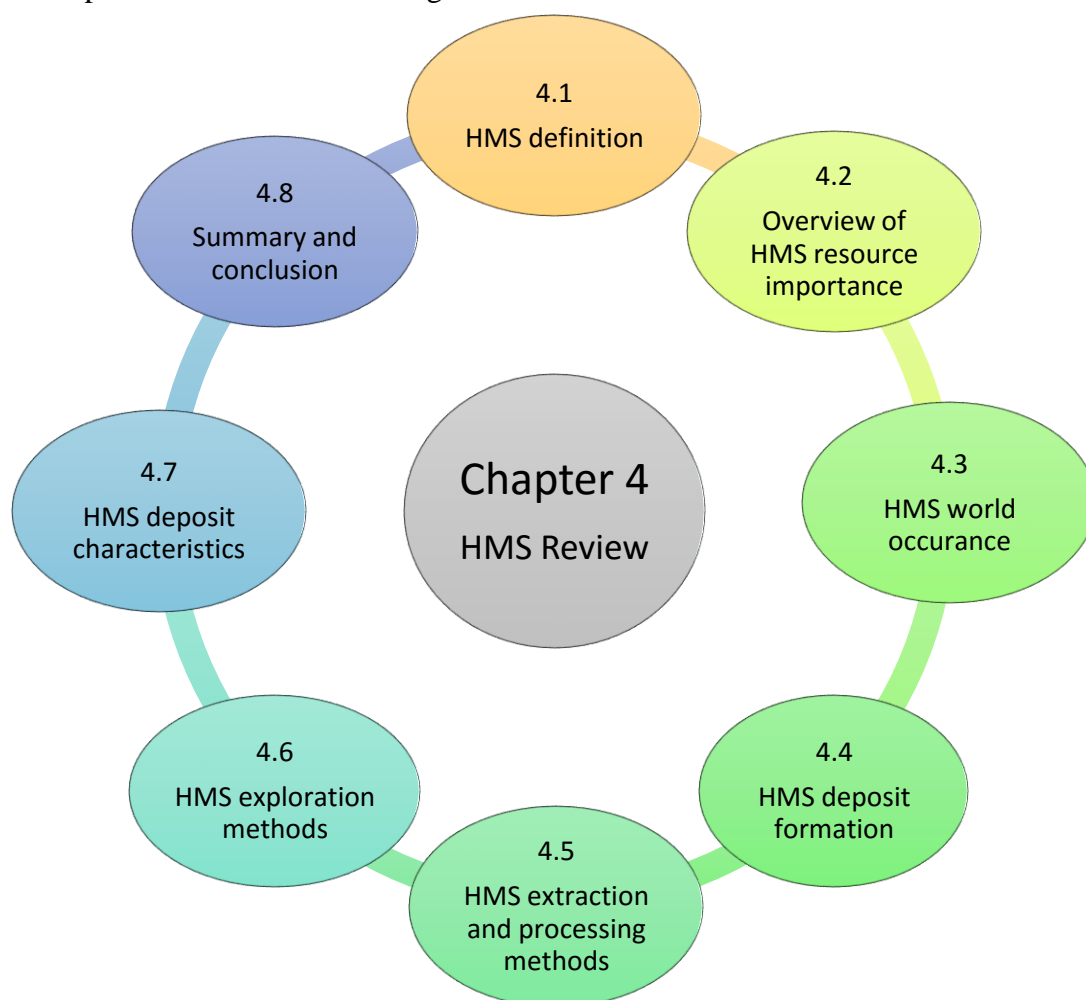 4.1
HMS definition
4.2
Overview of
HMS resource
importance
4.3
HMS world
occurance
4.4
HMS deposit
formation
4.5
HMS extraction
and processing
methods
4.6
HMS exploration
methods
4.7
HMS deposit
characteristics
4.8
Summary and
conclusion
Chapter 4
HMS Review